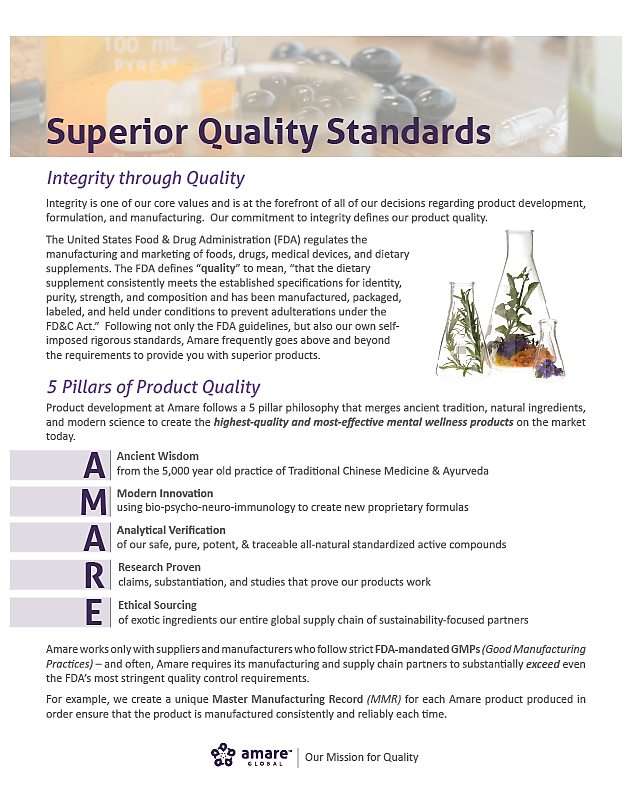 100 mL
PYREX®
Superior Quality Standards
Integrity through Quality
Integrity is one of our core values and is at the forefront of all of our decisions regarding product development,
formulation, and manufacturing. Our commitment to integrity defines our product quality.
The United States Food & Drug Administration (FDA) regulates the
manufacturing and marketing of foods, drugs, medical devices, and dietary
supplements. The FDA defines “quality” to mean, “that the dietary
supplement consistently meets the established specifications for identity,
purity, strength, and composition and has been manufactured, packaged,
labeled, and held under conditions to prevent adulterations under the
FD&C Act.” Following not only the FDA guidelines, but also our own self-
imposed rigorous standards, Amare frequently goes above and beyond
the requirements to provide you with superior products.
5 Pillars of Product Quality
Product development at Amare follows a 5 pillar philosophy that merges ancient tradition, natural ingredients,
and modern science to create the highest-quality and most-effective mental wellness products on the market
today.
A Ancient Wisdom
from the 5,000 year old practice of Traditional Chinese Medicine & Ayurveda
M Modern Innovation
using bio-psycho-neuro-immunology to create new proprietary formulas
A Analytical Verification
of our safe, pure, potent, & traceable all-natural standardized active compounds
R Research Proven
claims, substantiation, and studies that prove our products work
E Ethical Sourcing
of exotic ingredients our entire global supply chain of sustainability-focused partners
Amare works only with suppliers and manufacturers who follow strict FDA-mandated GMPs (Good Manufacturing
Practices) – and often, Amare requires its manufacturing and supply chain partners to substantially exceed even
the FDA’s most stringent quality control requirements.
For example, we create a unique Master Manufacturing Record (MMR) for each Amare product produced in
order ensure that the product is manufactured consistently and reliably each time.
amare™
GLOBAL
Our Mission for Quality